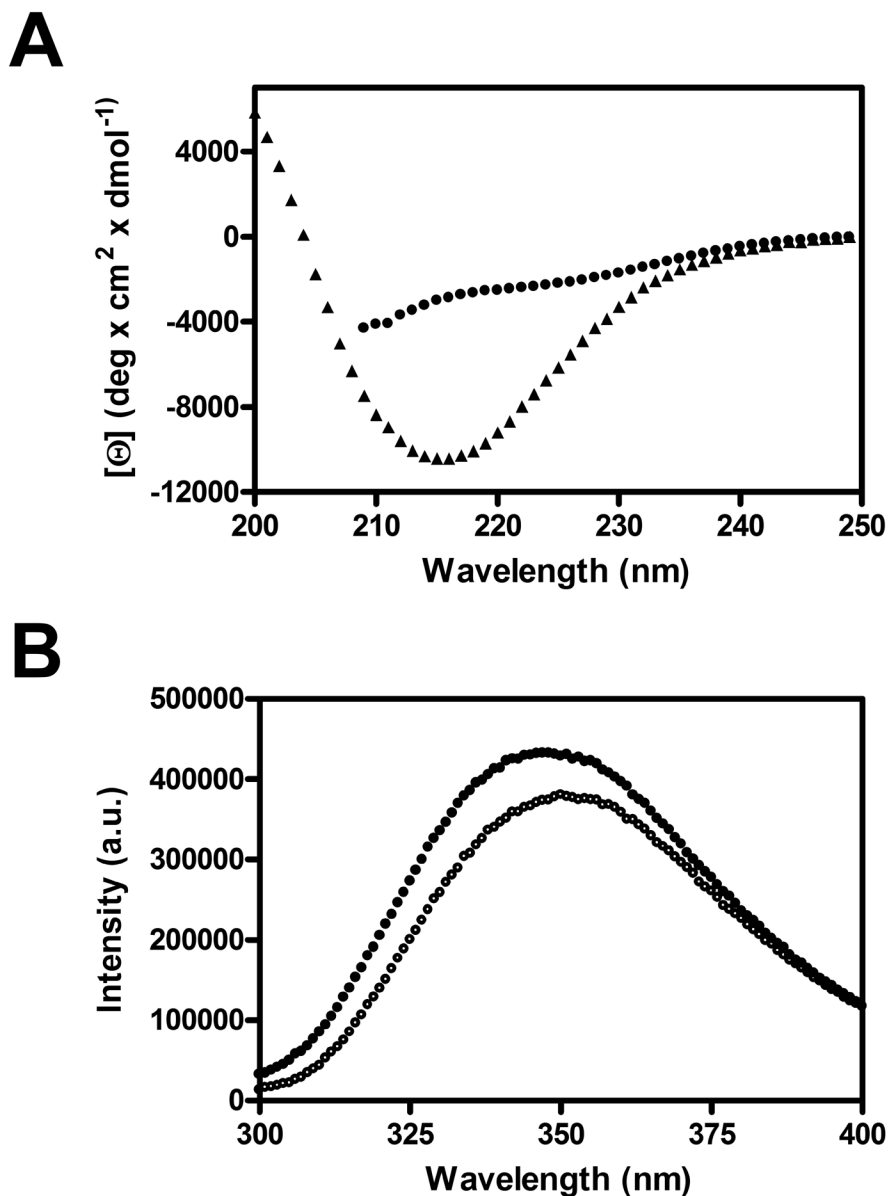 A
[Θ] (deg x cm² x dmol⁻¹)
4000
0
-4000
-8000
-12000
200 210 220 230 240 250
Wavelength (nm)
B
Intensity (a.u.)
500000
400000
300000
200000
100000
0
300 325 350 375 400
Wavelength (nm)